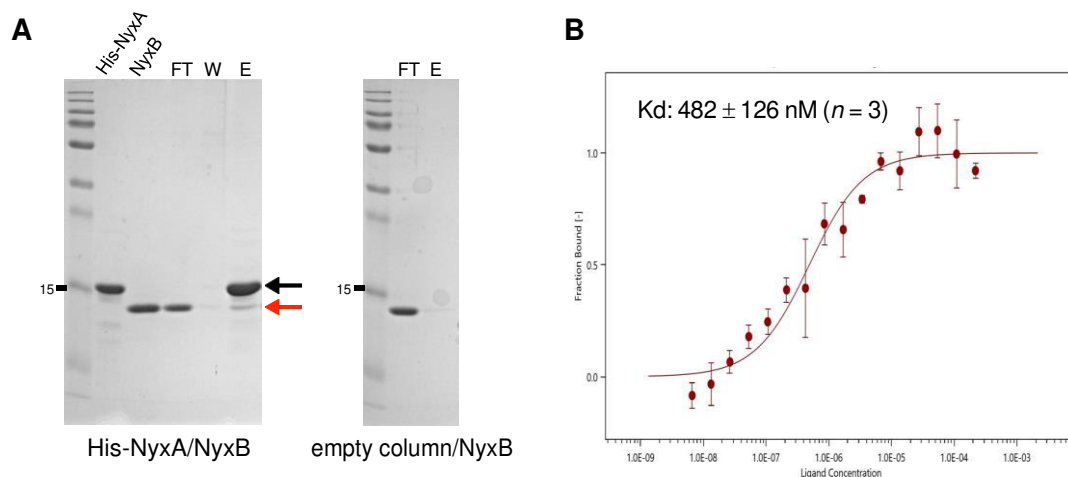 A
His-NyxA NyxB FT W E
FT E
15
15
His-NyxA/NyxB
empty column/NyxB
B
Kd: 482 ± 126 nM (n = 3)
1.0
0.5
0.0
Fraction Bound [-]
1.0E-09 1.0E-08 1.0E-07 1.0E-06 1.0E-05 1.0E-04 1.0E-03
Ligand Concentration